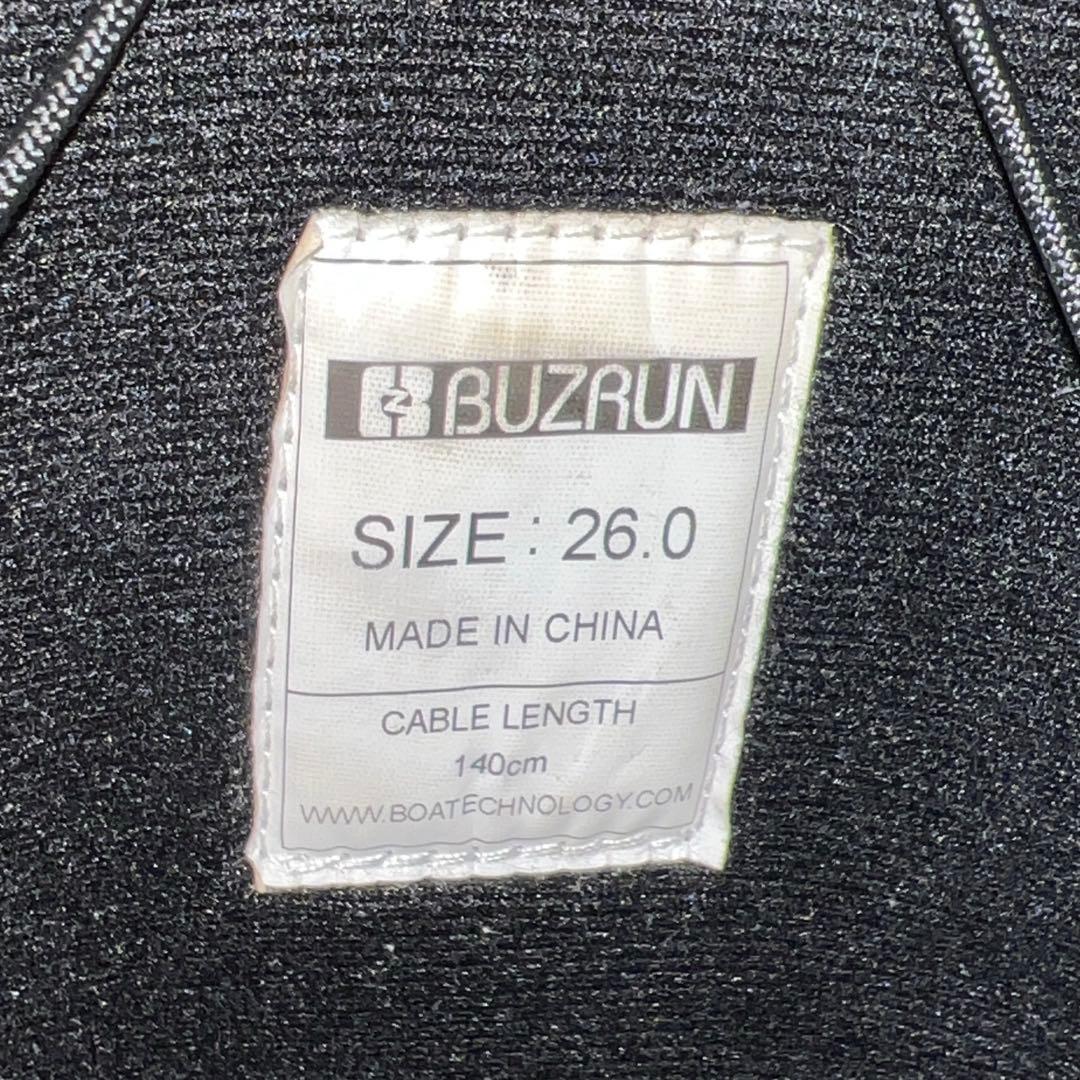 BUZRUN
SIZE : 26.0
MADE IN CHINA
CABLE LENGTH
140cm
WWW.BOATECHNOLOGY.COM